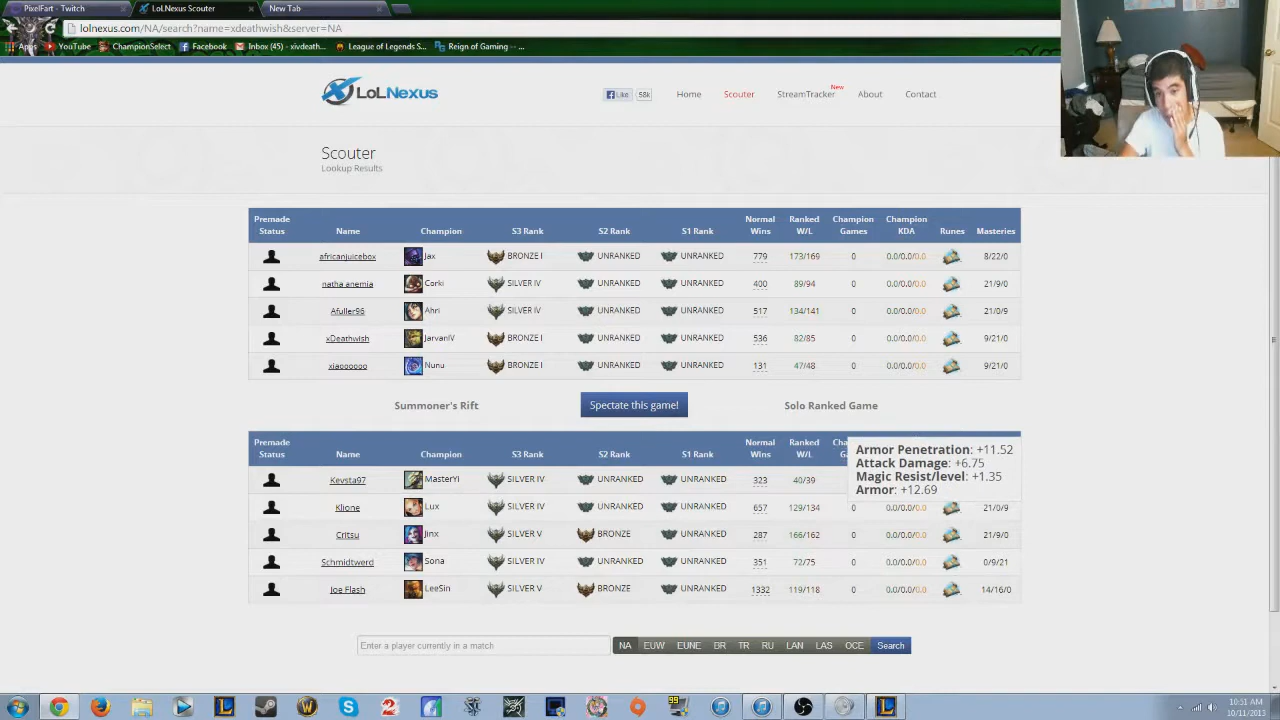 PixelFart - Twitch
LoLNexus Scouter
New Tab
lolnexus.com/NA/search?name=xdeathwish&server=NA
Apps YouTube ChampionSelect Facebook Inbox (45) - xivdeath... League of Legends S... Reign of Gaming -- ...
LoLNexus
Like 58k Home Scouter StreamTracker New About Contact
Scouter
Lookup Results
Premade Status Name Champion S3 Rank S2 Rank S1 Rank Normal Wins Ranked W/L Champion Games Champion KDA Runes Masteries
africanjuicebox Jax BRONZE I UNRANKED UNRANKED 779 173/169 0 0.0/0.0/0.0 8/22/0
natha anemia Corki SILVER IV UNRANKED UNRANKED 400 89/94 0 0.0/0.0/0.0 21/9/0
Afuller96 Ahri SILVER IV UNRANKED UNRANKED 517 134/141 0 0.0/0.0/0.0 21/0/9
xDeathwish JarvanIV BRONZE I UNRANKED UNRANKED 536 82/85 0 0.0/0.0/0.0 9/21/0
xiaoooooo Nunu BRONZE I UNRANKED UNRANKED 131 47/48 0 0.0/0.0/0.0 9/21/0
Summoner's Rift Spectate this game! Solo Ranked Game
Premade Status Name Champion S3 Rank S2 Rank S1 Rank Normal Wins Ranked W/L
Armor Penetration: +11.52
Attack Damage: +6.75
Magic Resist/level: +1.35
Armor: +12.69
Kevsta97 MasterYi SILVER IV UNRANKED UNRANKED 323 40/39
Klione Lux SILVER IV UNRANKED UNRANKED 657 129/134 0 0.0/0.0/0.0 21/0/9
Critsu Jinx SILVER V BRONZE UNRANKED 287 166/162 0 0.0/0.0/0.0 21/9/0
Schmidtwerd Sona SILVER IV UNRANKED UNRANKED 351 72/75 0 0.0/0.0/0.0 0/9/21
Joe Flash LeeSin SILVER V BRONZE UNRANKED 1332 119/118 0 0.0/0.0/0.0 14/16/0
Enter a player currently in a match NA EUW EUNE BR TR RU LAN LAS OCE Search
10:51 AM
10/11/2013